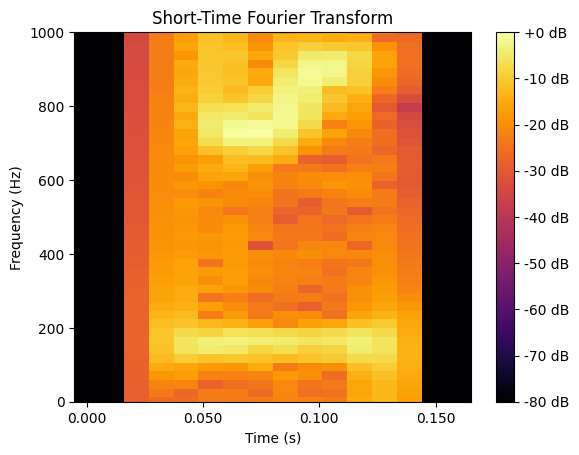 Short-Time Fourier Transform
1000
800
600
400
200
0
Frequency (Hz)
0.000
0.050
0.100
0.150
Time (s)
+0 dB
-10 dB
-20 dB
-30 dB
-40 dB
-50 dB
-60 dB
-70 dB
-80 dB